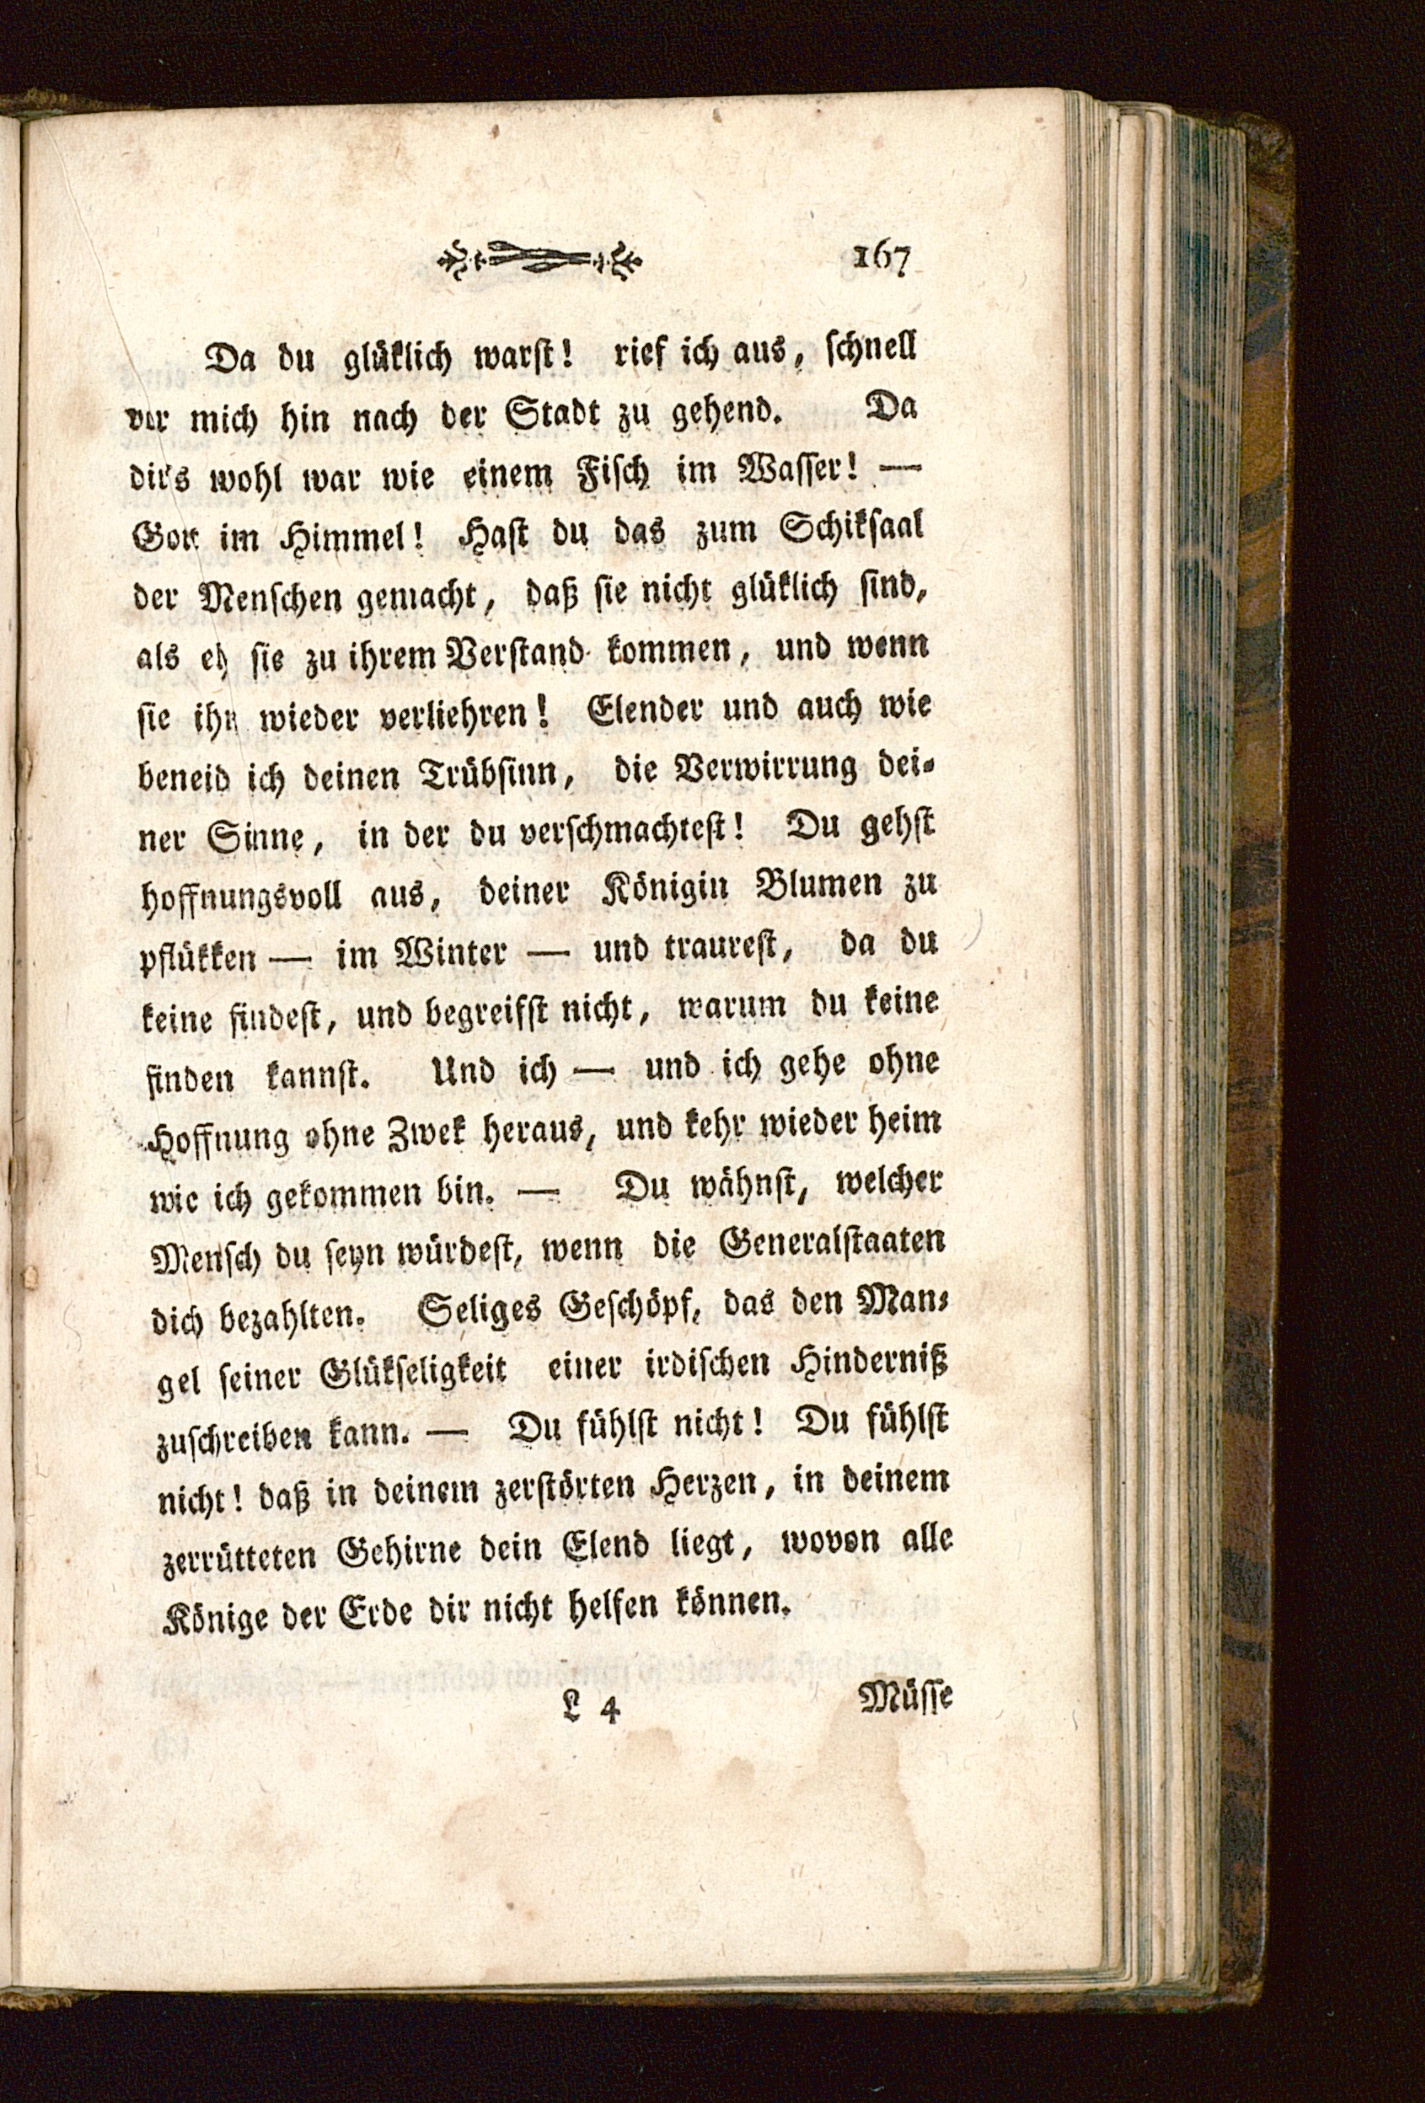 167
Da du glüklich warst! rief ich aus, schnell
vor mich hin nach der Stadt zu gehend. Da
dir's wohl war wie einem Fisch im Wasser! —
Gott im Himmel! Hast du das zum Schiksaal
der Menschen gemacht, daß sie nicht glüklich sind,
als eh sie zu ihrem Verstand kommen, und wenn
sie ihn wieder verliehren! Elender und auch wie
beneid ich deinen Trübsinn, die Verwirrung dei-
ner Sinne, in der du verschmachtest! Du gehst
hoffnungsvoll aus, deiner Königin Blumen zu
pflükken — im Winter — und traurest, da du
keine findest, und begreifst nicht, warum du keine
finden kannst. Und ich — und ich gehe ohne
Hoffnung ohne Zwek heraus, und kehr wieder heim
wie ich gekommen bin. — Du wähnst, welcher
Mensch du seyn würdest, wenn die Generalstaaten
dich bezahlten. Seliges Geschöpf, das den Man-
gel seiner Glükseligkeit einer irdischen Hinderniß
zuschreiben kann. — Du fühlst nicht! Du fühlst
nicht! daß in deinem zerstörten Herzen, in deinem
zerrütteten Gehirne dein Elend liegt, wovon alle
Könige der Erde dir nicht helfen können.
L 4 Müsse